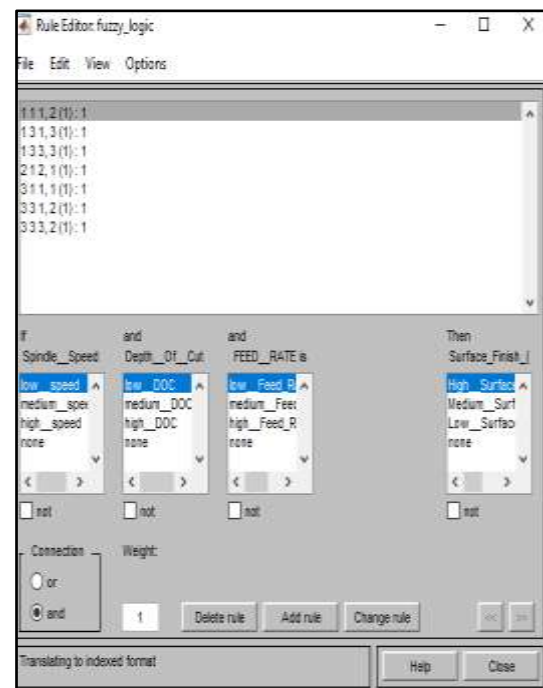 Rule Editor: fuzzy_logic
File Edit View Options
1 1 1, 2 (1) : 1
1 3 1, 3 (1) : 1
1 3 3, 3 (1) : 1
2 1 2, 1 (1) : 1
3 1 1, 1 (1) : 1
3 3 1, 2 (1) : 1
3 3 3, 2 (1) : 1
If and and Then
Spindle__Speed Depth__Of__Cut FEED__RATE is Surface_Finish_(
low__speed low__DOC low_Feed_R High__Surface
medium__spee medium__DOC medium__Feec Medium__Surf
high__speed high__DOC high__Feed_R Low__Surfac
none none none none
not not not not
Connection Weight:
or
and 1 Delete rule Add rule Change rule << >>
Translating to indexed format Help Close